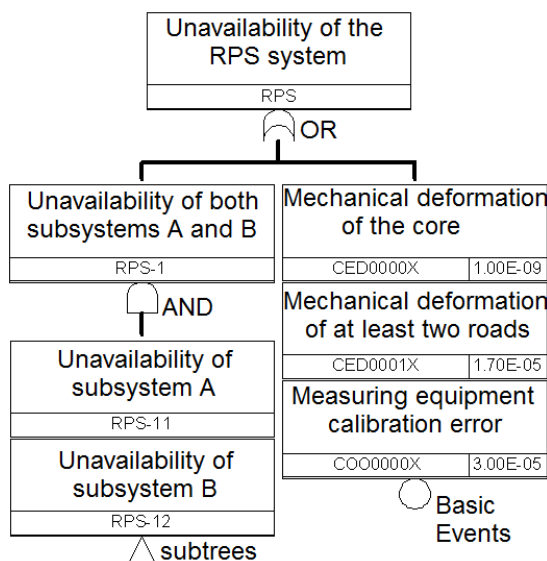 Unavailability of the
RPS system
RPS
OR
Unavailability of both
subsystems A and B
RPS-1
AND
Unavailability of
subsystem A
RPS-11
Unavailability of
subsystem B
RPS-12
subtrees
Mechanical deformation
of the core
CED0000X 1.00E-09
Mechanical deformation
of at least two roads
CED0001X 1.70E-05
Measuring equipment
calibration error
COO0000X 3.00E-05
Basic
Events